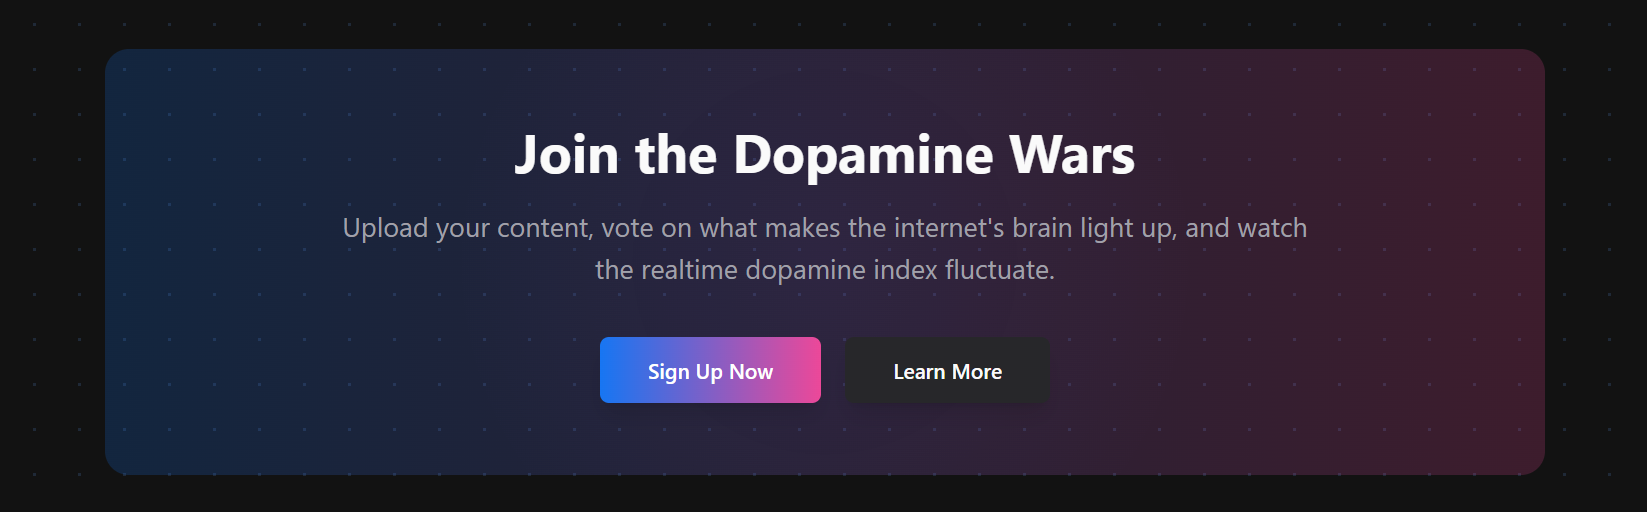 Join the Dopamine Wars
Upload your content, vote on what makes the internet's brain light up, and watch
the realtime dopamine index fluctuate.
Sign Up Now
Learn More